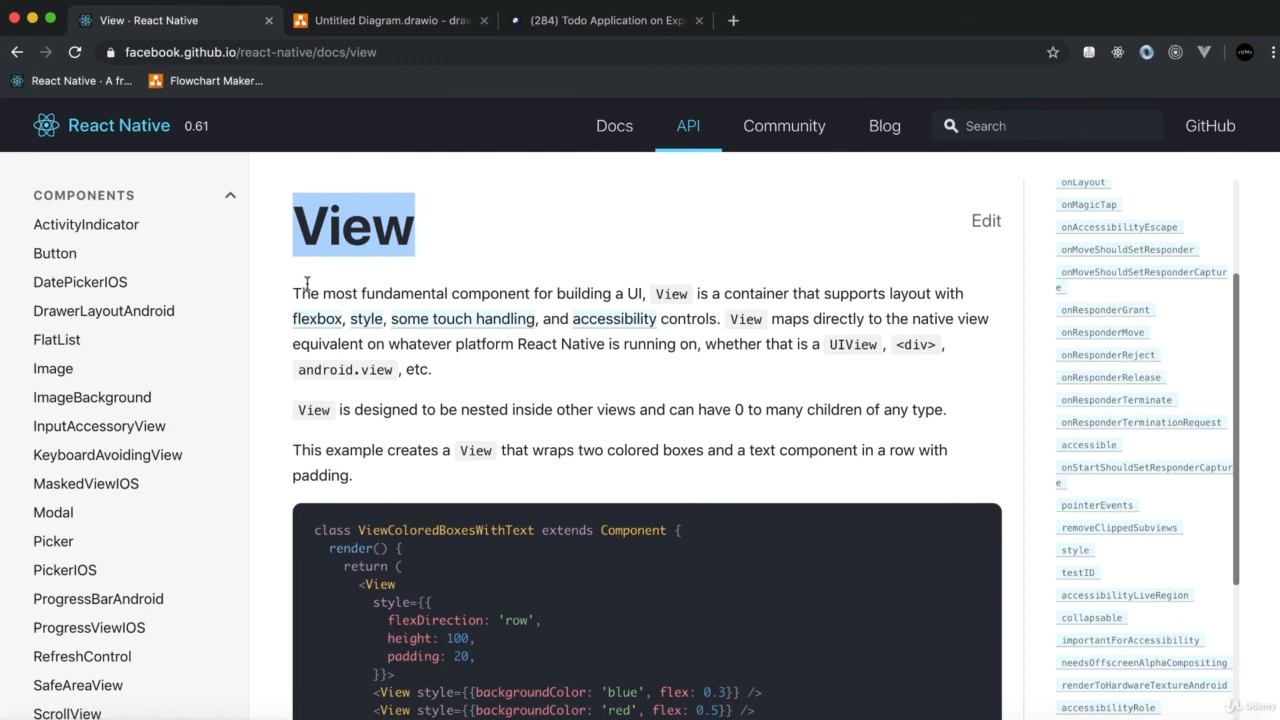 View · React Native
Untitled Diagram.drawio - draw
(284) Todo Application on Exp
facebook.github.io/react-native/docs/view
React Native · A fr...
Flowchart Maker...
React Native 0.61
Docs
API
Community
Blog
Search
GitHub
COMPONENTS
ActivityIndicator
Button
DatePickerIOS
DrawerLayoutAndroid
FlatList
Image
ImageBackground
InputAccessoryView
KeyboardAvoidingView
MaskedViewIOS
Modal
Picker
PickerIOS
ProgressBarAndroid
ProgressViewIOS
RefreshControl
SafeAreaView
ScrollView
View
Edit
The most fundamental component for building a UI, View is a container that supports layout with
flexbox, style, some touch handling, and accessibility controls. View maps directly to the native view
equivalent on whatever platform React Native is running on, whether that is a UIView, <div>,
android.view, etc.
View is designed to be nested inside other views and can have 0 to many children of any type.
This example creates a View that wraps two colored boxes and a text component in a row with
padding.
class ViewColoredBoxesWithText extends Component {
render() {
return (
<View
style={{
flexDirection: 'row',
height: 100,
padding: 20,
}}>
<View style={{backgroundColor: 'blue', flex: 0.3}} />
<View style={{backgroundColor: 'red', flex: 0.5}} />
onLayout
onMagicTap
onAccessibilityEscape
onMoveShouldSetResponder
onMoveShouldSetResponderCaptur
e
onResponderGrant
onResponderMove
onResponderReject
onResponderRelease
onResponderTerminate
onResponderTerminationRequest
accessible
onStartShouldSetResponderCaptur
e
pointerEvents
removeClippedSubviews
style
testID
accessibilityLiveRegion
collapsable
importantForAccessibility
needsOffscreenAlphaCompositing
renderToHardwareTextureAndroid
accessibilityRole
Udemy